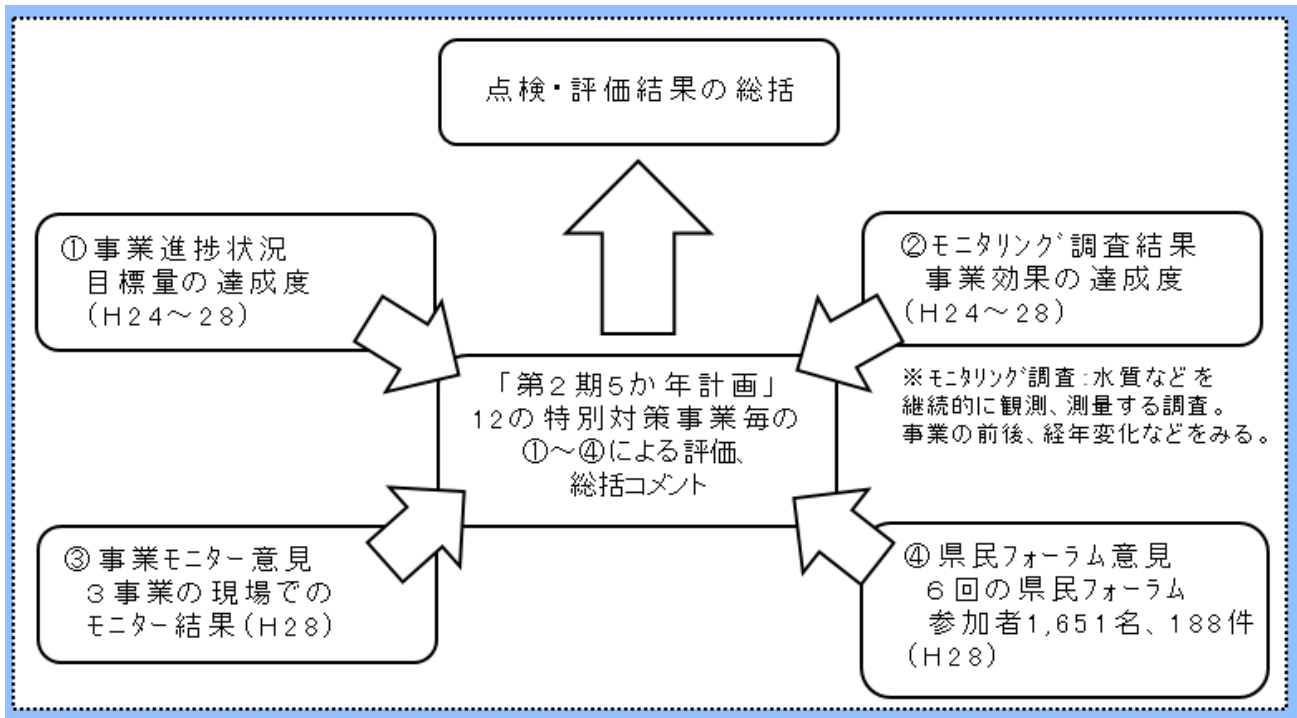 点検・評価結果の総括
①事業進捗状況
目標量の達成度
(H24～28)
②ﾓﾆﾀﾘﾝｸﾞ調査結果
事業効果の達成度
(H24～28)
※ﾓﾆﾀﾘﾝｸﾞ調査:水質などを
継続的に観測、測量する調査。
事業の前後、経年変化などをみる。
「第2期5か年計画」
12の特別対策事業毎の
①～④による評価、
総括コメント
③事業モニター意見
3事業の現場での
モニター結果(H28)
④県民フォーラム意見
6回の県民フォーラム
参加者1,651名、188件
(H28)